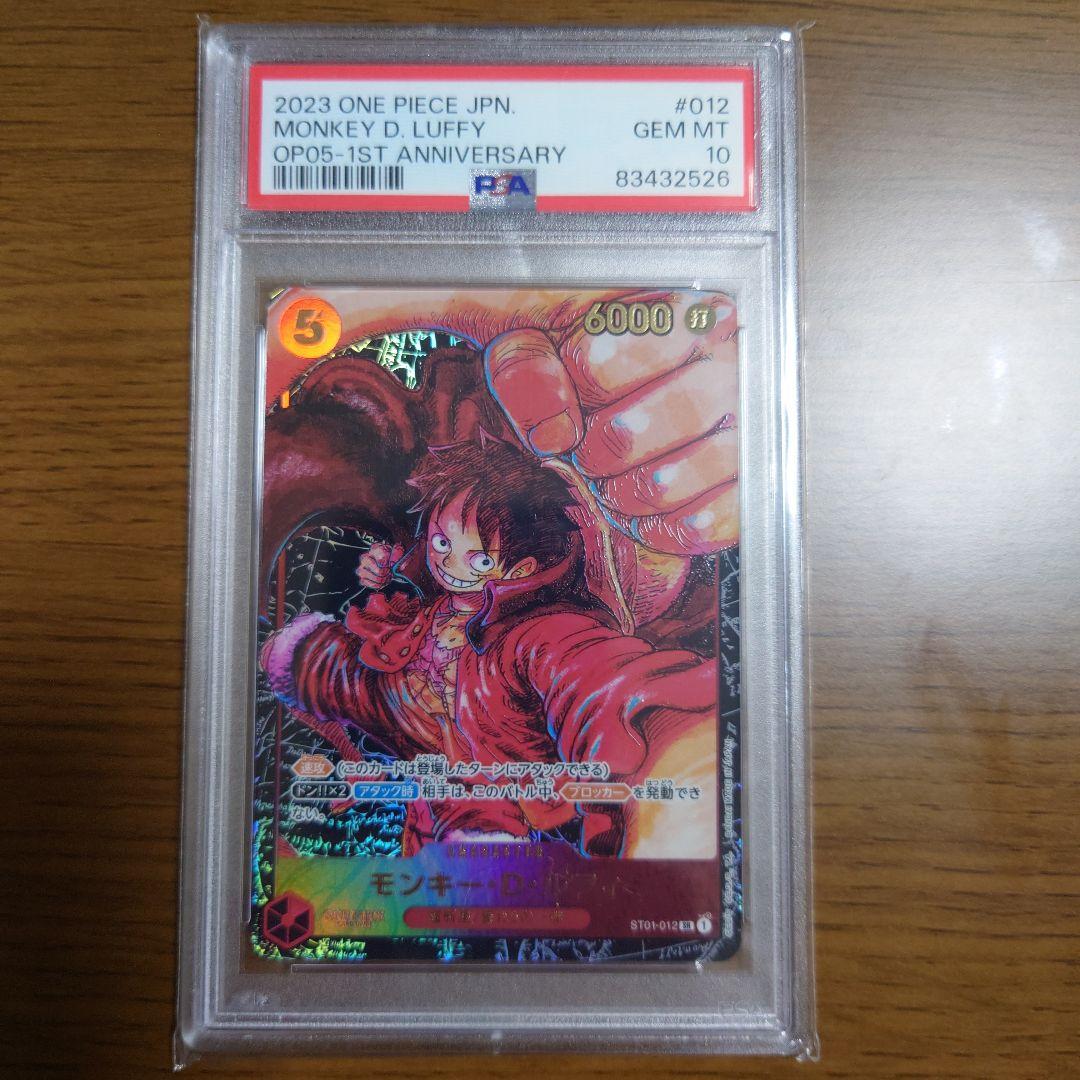 2023 ONE PIECE JPN. #012
MONKEY D. LUFFY GEM MT
OP05-1ST ANNIVERSARY 10
PSA 83432526
5 6000 打
速攻 (このカードは登場したターンにアタックできる)
ドン!!×2 アタック時 相手は、このバトル中、ブロッカーを発動でき
ない。
CHARACTER
モンキー・D・ルフィ
ST01-012 SR 1